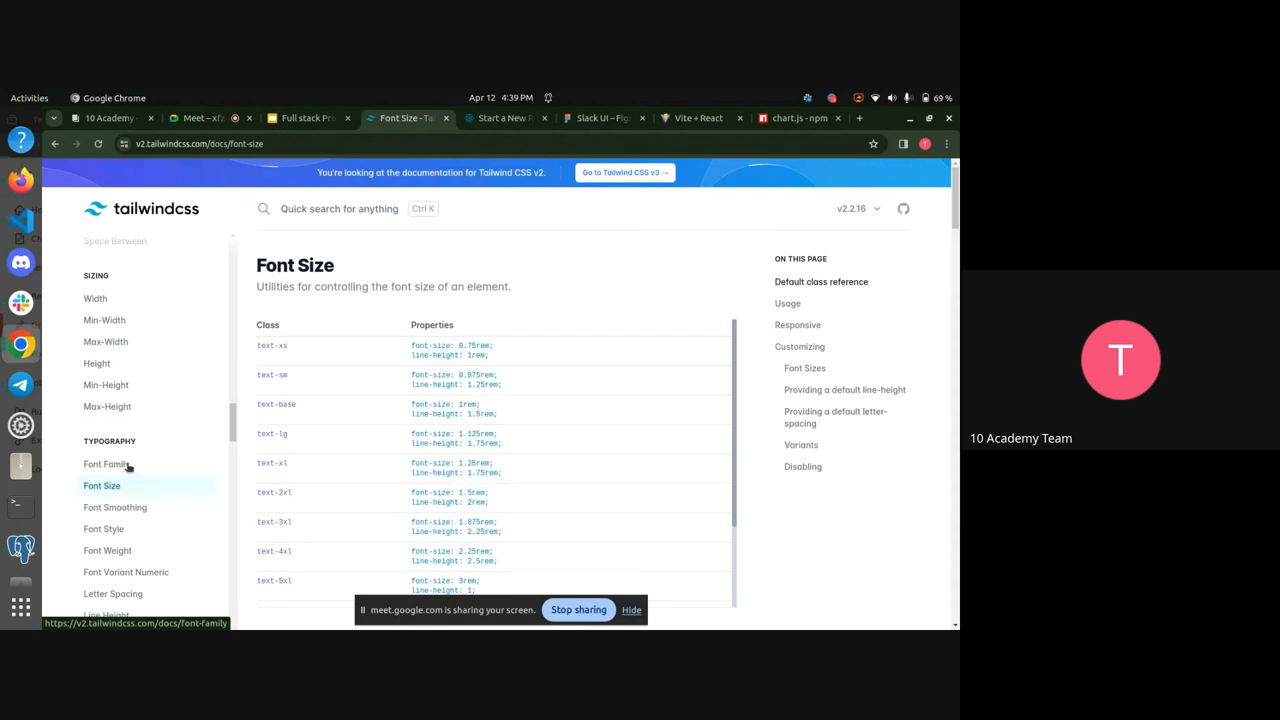 Activities
Google Chrome
Apr 12 4:39 PM
69 %
10 Academy
Meet – xfz
Full stack Pro
Font Size - Tai
Start a New R
Slack UI – Figm
Vite + React
chart.js - npm
v2.tailwindcss.com/docs/font-size
T
You're looking at the documentation for Tailwind CSS v2.
Go to Tailwind CSS v3 →
tailwindcss
Quick search for anything
Ctrl K
v2.2.16
Space Between
SIZING
Width
Min-Width
Max-Width
Height
Min-Height
Max-Height
TYPOGRAPHY
Font Family
Font Size
Font Smoothing
Font Style
Font Weight
Font Variant Numeric
Letter Spacing
Line Height
Font Size
Utilities for controlling the font size of an element.
Class Properties
text-xs font-size: 0.75rem;
line-height: 1rem;
text-sm font-size: 0.875rem;
line-height: 1.25rem;
text-base font-size: 1rem;
line-height: 1.5rem;
text-lg font-size: 1.125rem;
line-height: 1.75rem;
text-xl font-size: 1.25rem;
line-height: 1.75rem;
text-2xl font-size: 1.5rem;
line-height: 2rem;
text-3xl font-size: 1.875rem;
line-height: 2.25rem;
text-4xl font-size: 2.25rem;
line-height: 2.5rem;
text-5xl font-size: 3rem;
line-height: 1;
ON THIS PAGE
Default class reference
Usage
Responsive
Customizing
Font Sizes
Providing a default line-height
Providing a default letter-
spacing
Variants
Disabling
meet.google.com is sharing your screen.
Stop sharing
Hide
https://v2.tailwindcss.com/docs/font-family
T
10 Academy Team